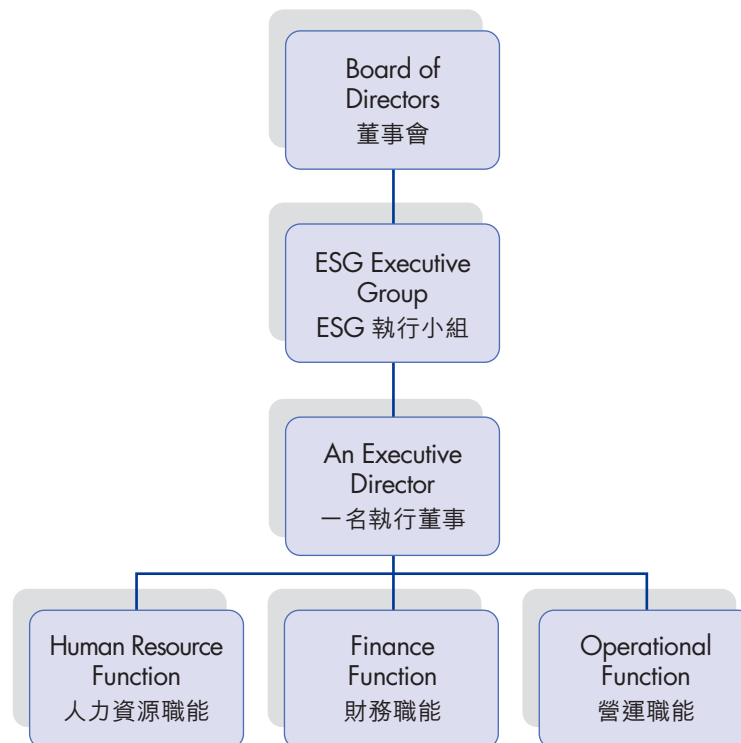 Board of
Directors
董事會
ESG Executive
Group
ESG 執行小組
An Executive
Director
一名執行董事
Human Resource
Function
人力資源職能
Finance
Function
財務職能
Operational
Function
營運職能